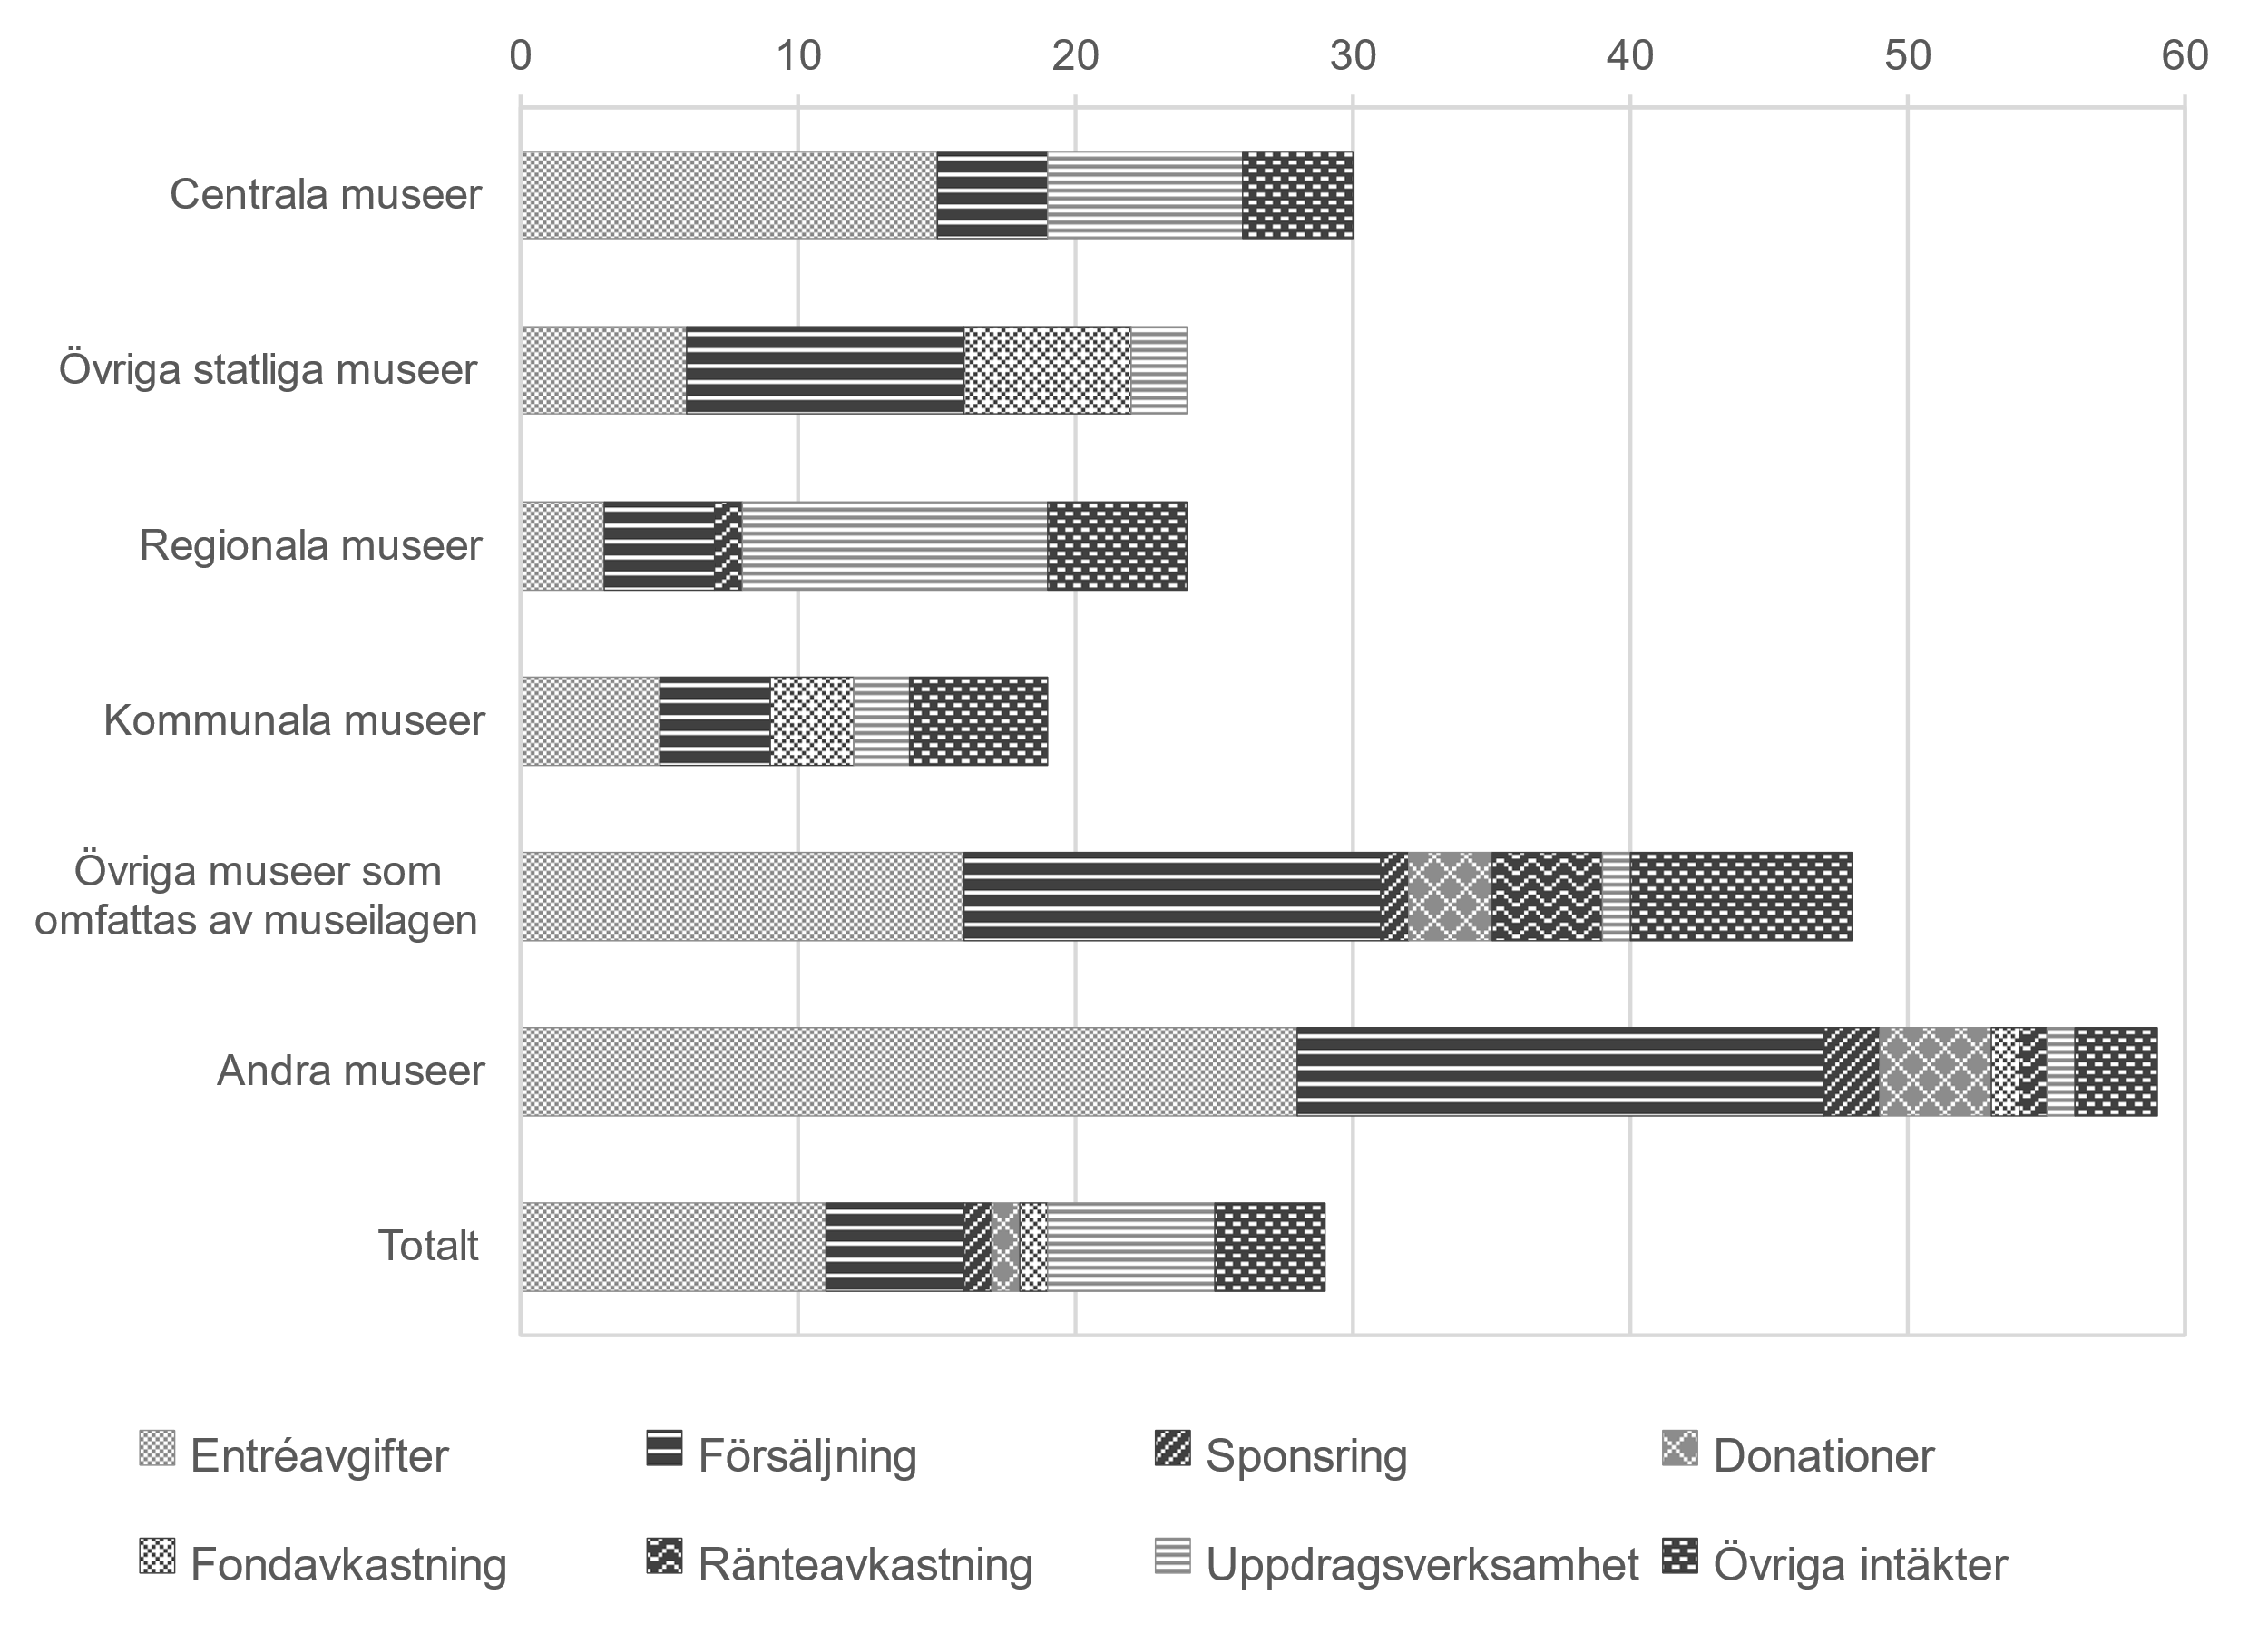 0 10 20 30 40 50 60
Centrala museer
Övriga statliga museer
Regionala museer
Kommunala museer
Övriga museer som
omfattas av museilagen
Andra museer
Totalt
Entréavgifter Försäljning Sponsring Donationer
Fondavkastning Ränteavkastning Uppdragsverksamhet Övriga intäkter